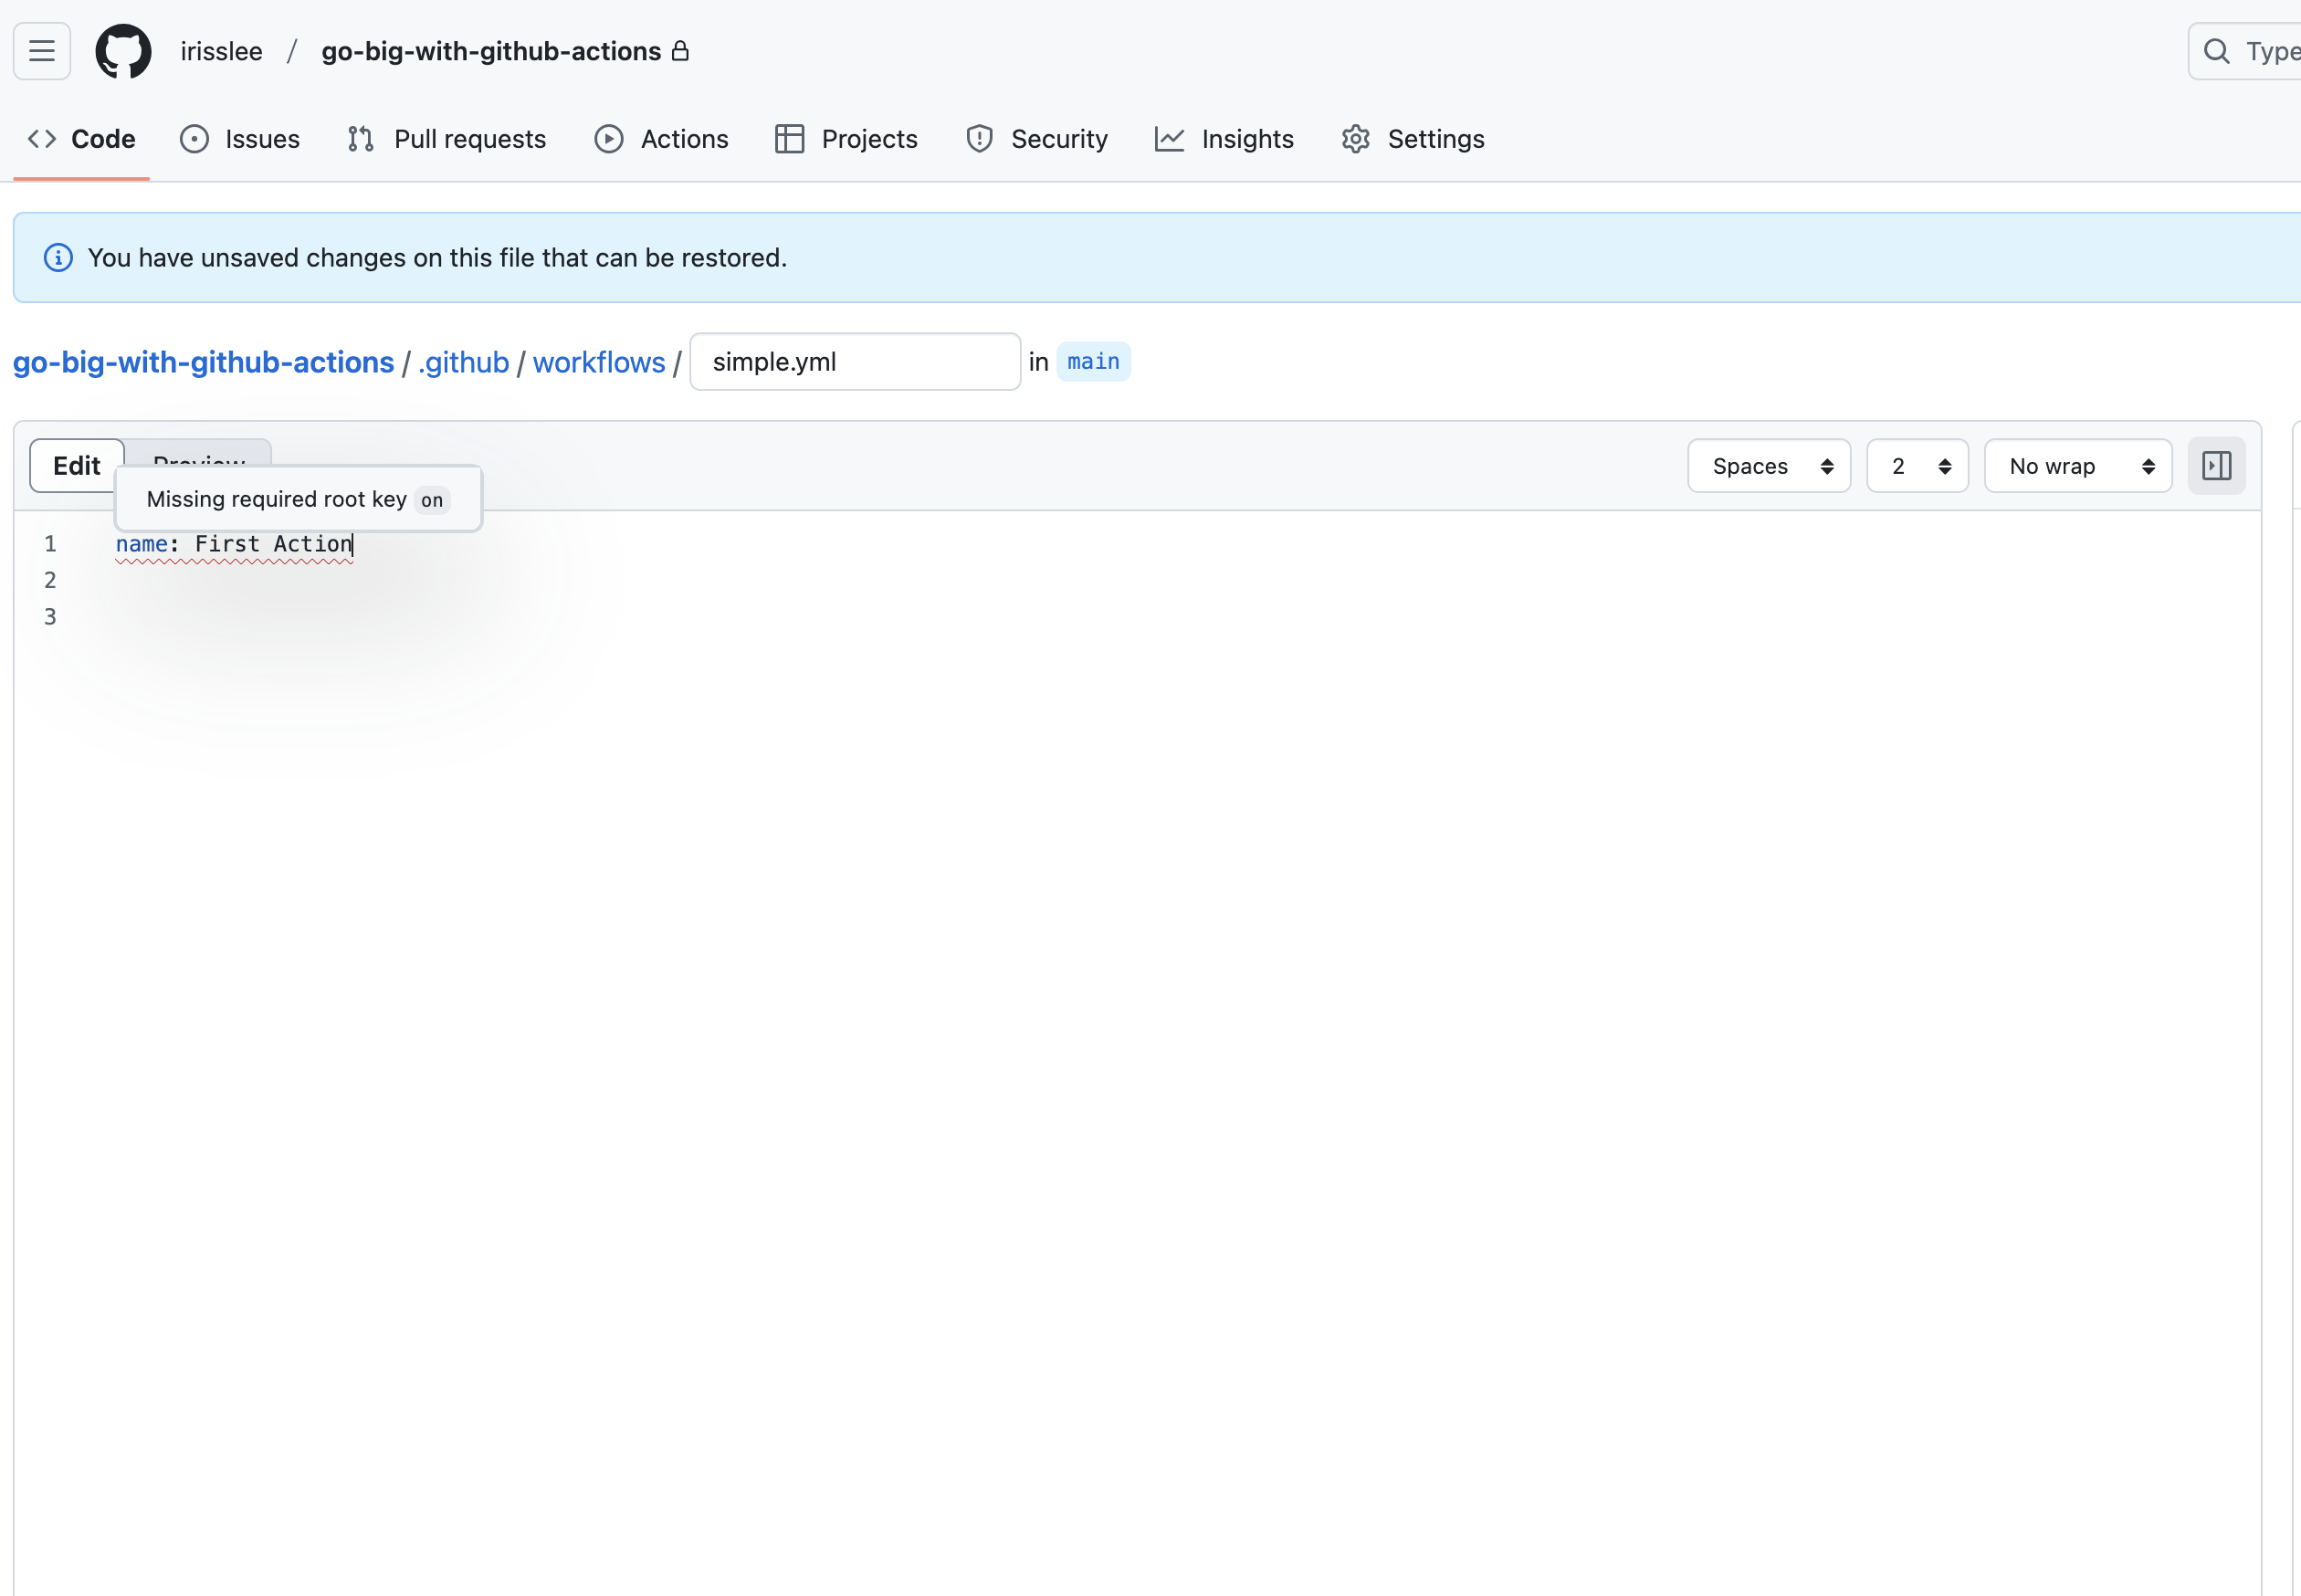 irisslee / go-big-with-github-actions
Type
Code Issues Pull requests Actions Projects Security Insights Settings
You have unsaved changes on this file that can be restored.
go-big-with-github-actions / .github / workflows / simple.yml in main
Edit Preview Spaces 2 No wrap
Missing required root key on
1 name: First Action
2
3